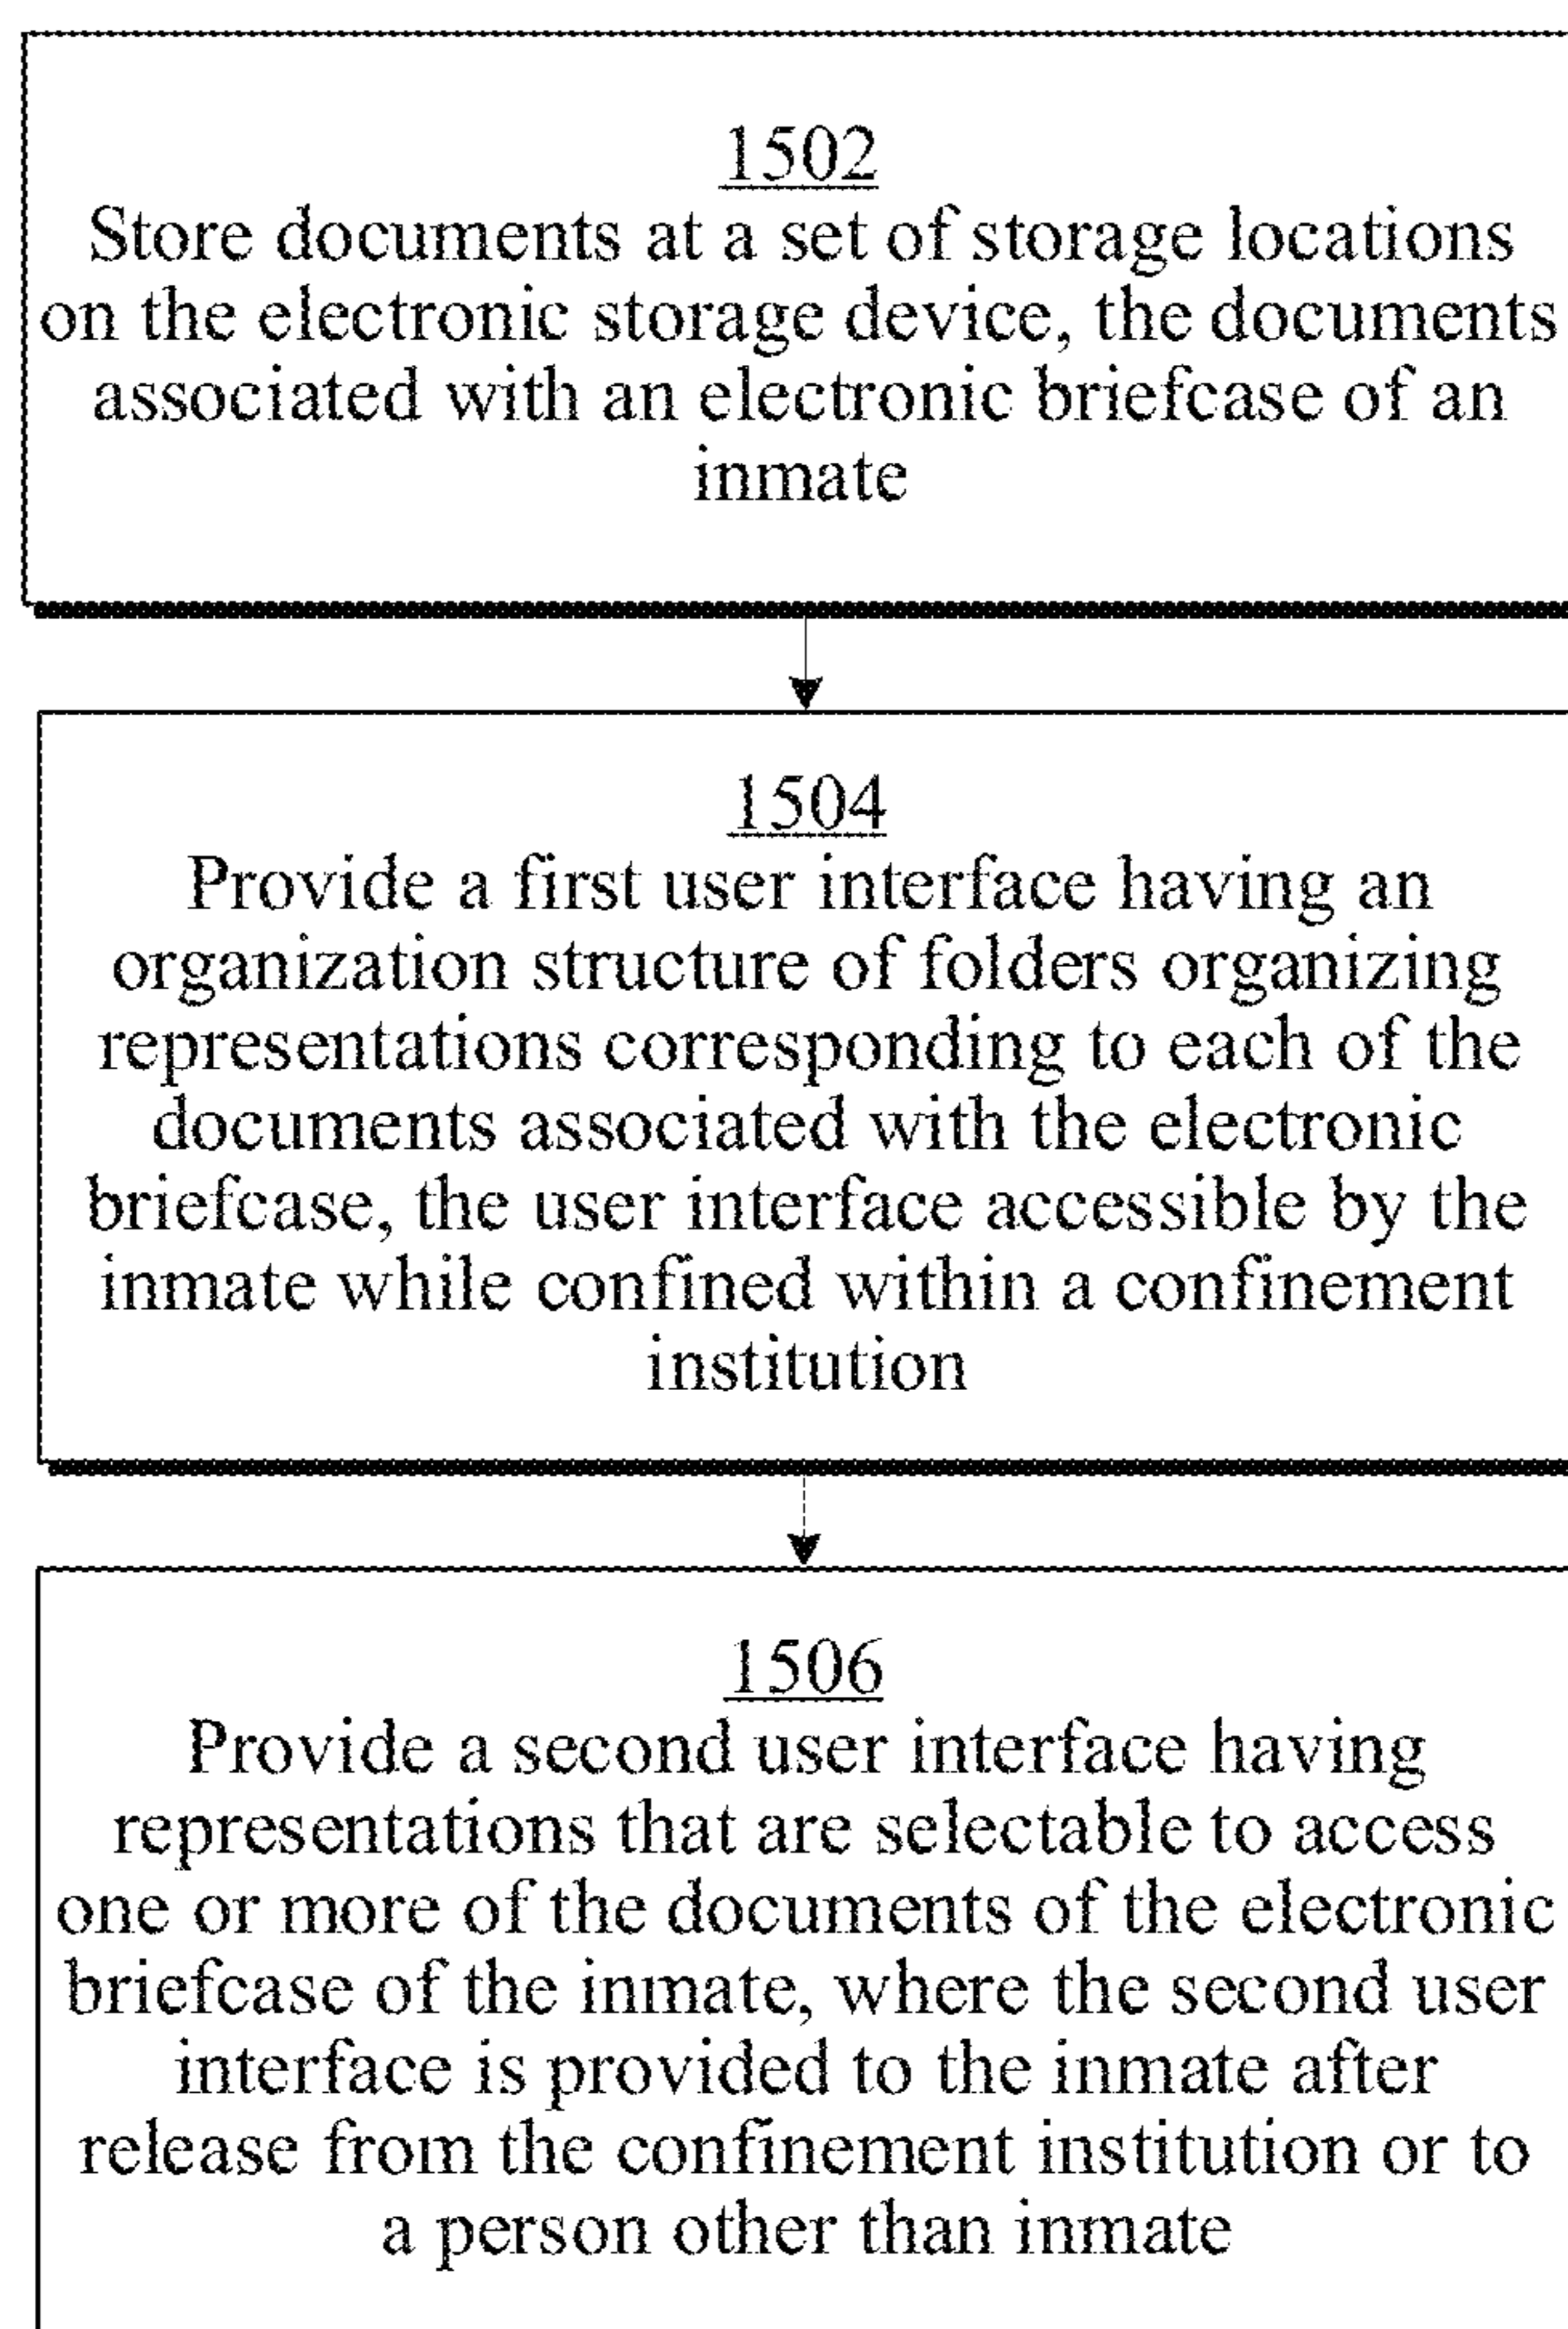 1502
Store documents at a set of storage locations
on the electronic storage device, the documents
associated with an electronic briefcase of an
inmate
1504
Provide a first user interface having an
organization structure of folders organizing
representations corresponding to each of the
documents associated with the electronic
briefcase, the user interface accessible by the
inmate while confined within a confinement
institution
1506
Provide a second user interface having
representations that are selectable to access
one or more of the documents of the electronic
briefcase of the inmate, where the second user
interface is provided to the inmate after
release from the confinement institution or to
a person other than inmate